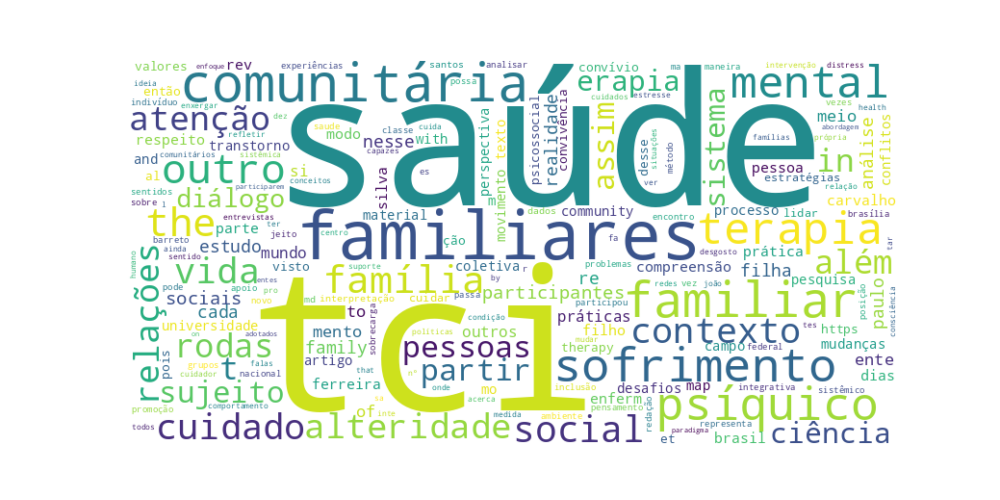 ideia enfoque experiências santos analisar convívio ma maneira intervenção distress
valores rev comunitária possa erapia cuidados estresse mental
então saúde vezes health
indivíduo enxergar refletir dez classe cuida assim sistema meio abordagem
atenção modo nesse perspectiva texto realidade desse famílias própria
respeito transtorno with psicossocial convivência situações método pessoa análise conflitos
and comunitários sistêmica capazes in
al outro si es ver estratégias relação
sentidos conceitos silva movimento carvalho
sobre l diálogo participarem m dados community processo lidar brasília
the entrevistas material encontro terapia
barreto parte ter jeito familiares ção fa desgosto prática tar
ainda estudo centro mundo problemas compreensão além
humano relações sentido visto coletiva r re filha pesquisa
vida pode apoio entes suporte família by participantes redes vez joão paulo posição consciência
sociais pro md interpretação cuidar passa familiar
cada novo to sobrecarga tci participou práticas https
universidade mento outros filho contexto campo tes mudanças
pois rodas on adotados family políticas condição therapy federal
t nacional artigo pessoas that nº sofrimento ente
grupos falas ferreira partir onde mo inclusão desafios map integrativa sistêmico dias
sujeito cuidador of sa mudar enferm pensamento psíquico
promoção comportamento inte acerca ambiente redação representa
todos cuidado alteridade medida social et paradigma brasil ciência